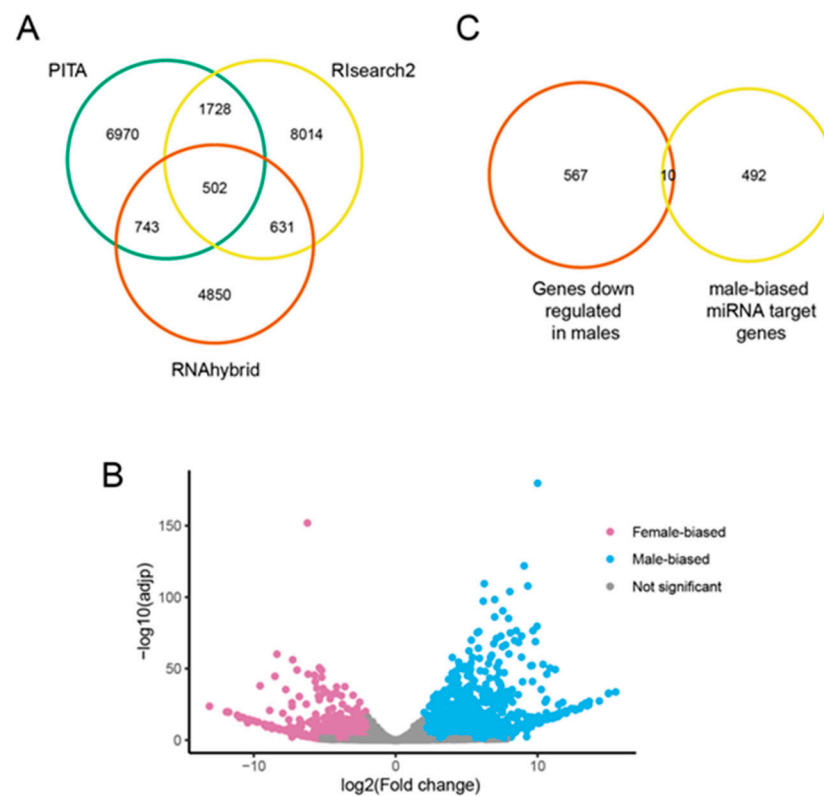 A
PITA
RIsearch2
1728
6970
8014
502
743
631
4850
RNAhybrid
C
567
10
492
Genes down
regulated
in males
male-biased
miRNA target
genes
B
−log10(adjp)
150
100
50
0
−10
0
10
log2(Fold change)
Female-biased
Male-biased
Not significant